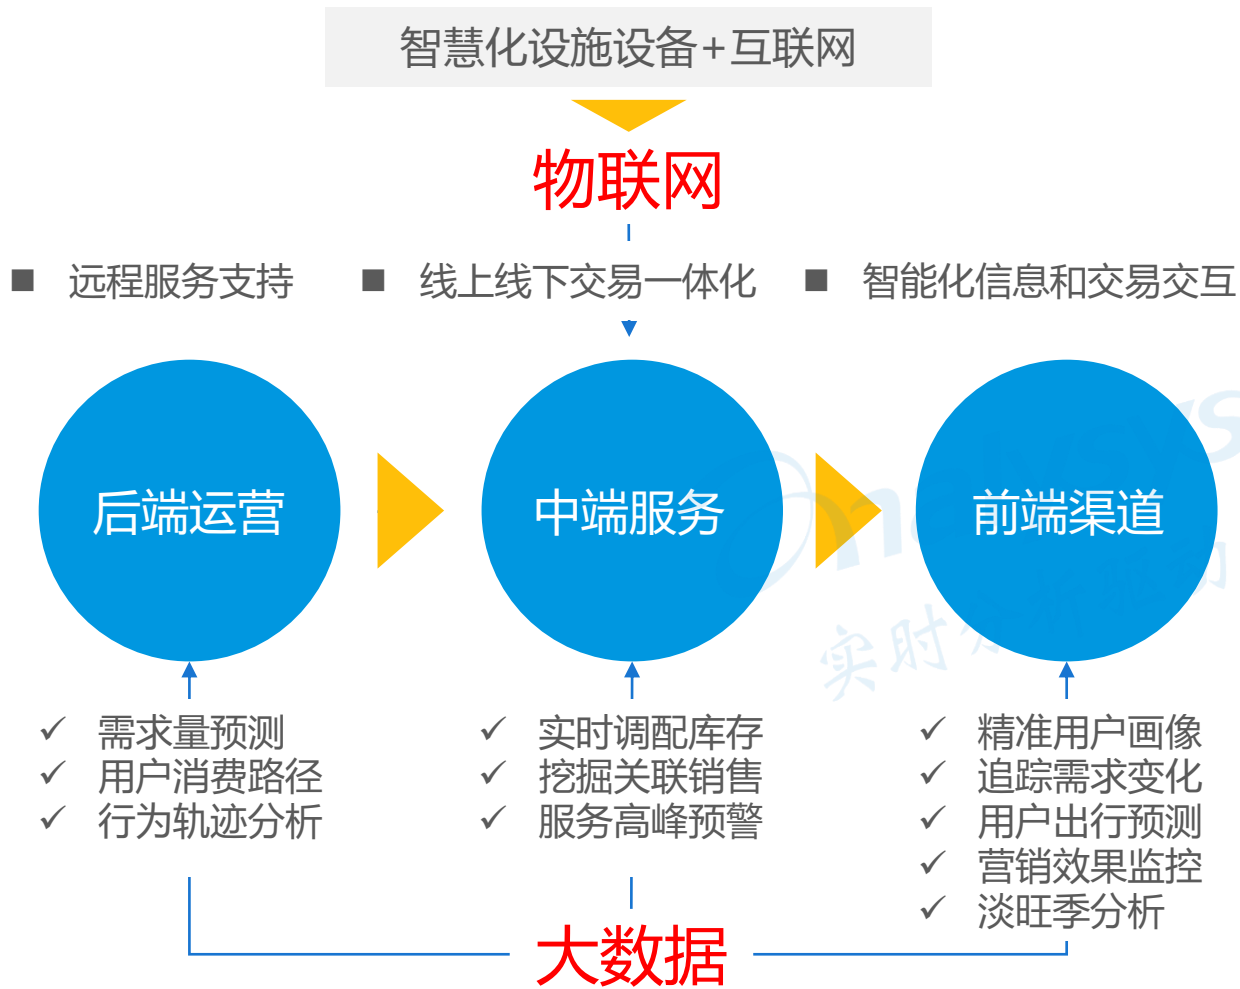 智慧化设施设备+互联网
物联网
■ 远程服务支持
■ 线上线下交易一体化
■ 智能化信息和交易交互
后端运营
中端服务
前端渠道
✓ 需求量预测
✓ 用户消费路径
✓ 行为轨迹分析
✓ 实时调配库存
✓ 挖掘关联销售
✓ 服务高峰预警
✓ 精准用户画像
✓ 追踪需求变化
✓ 用户出行预测
✓ 营销效果监控
✓ 淡旺季分析
大数据
实时